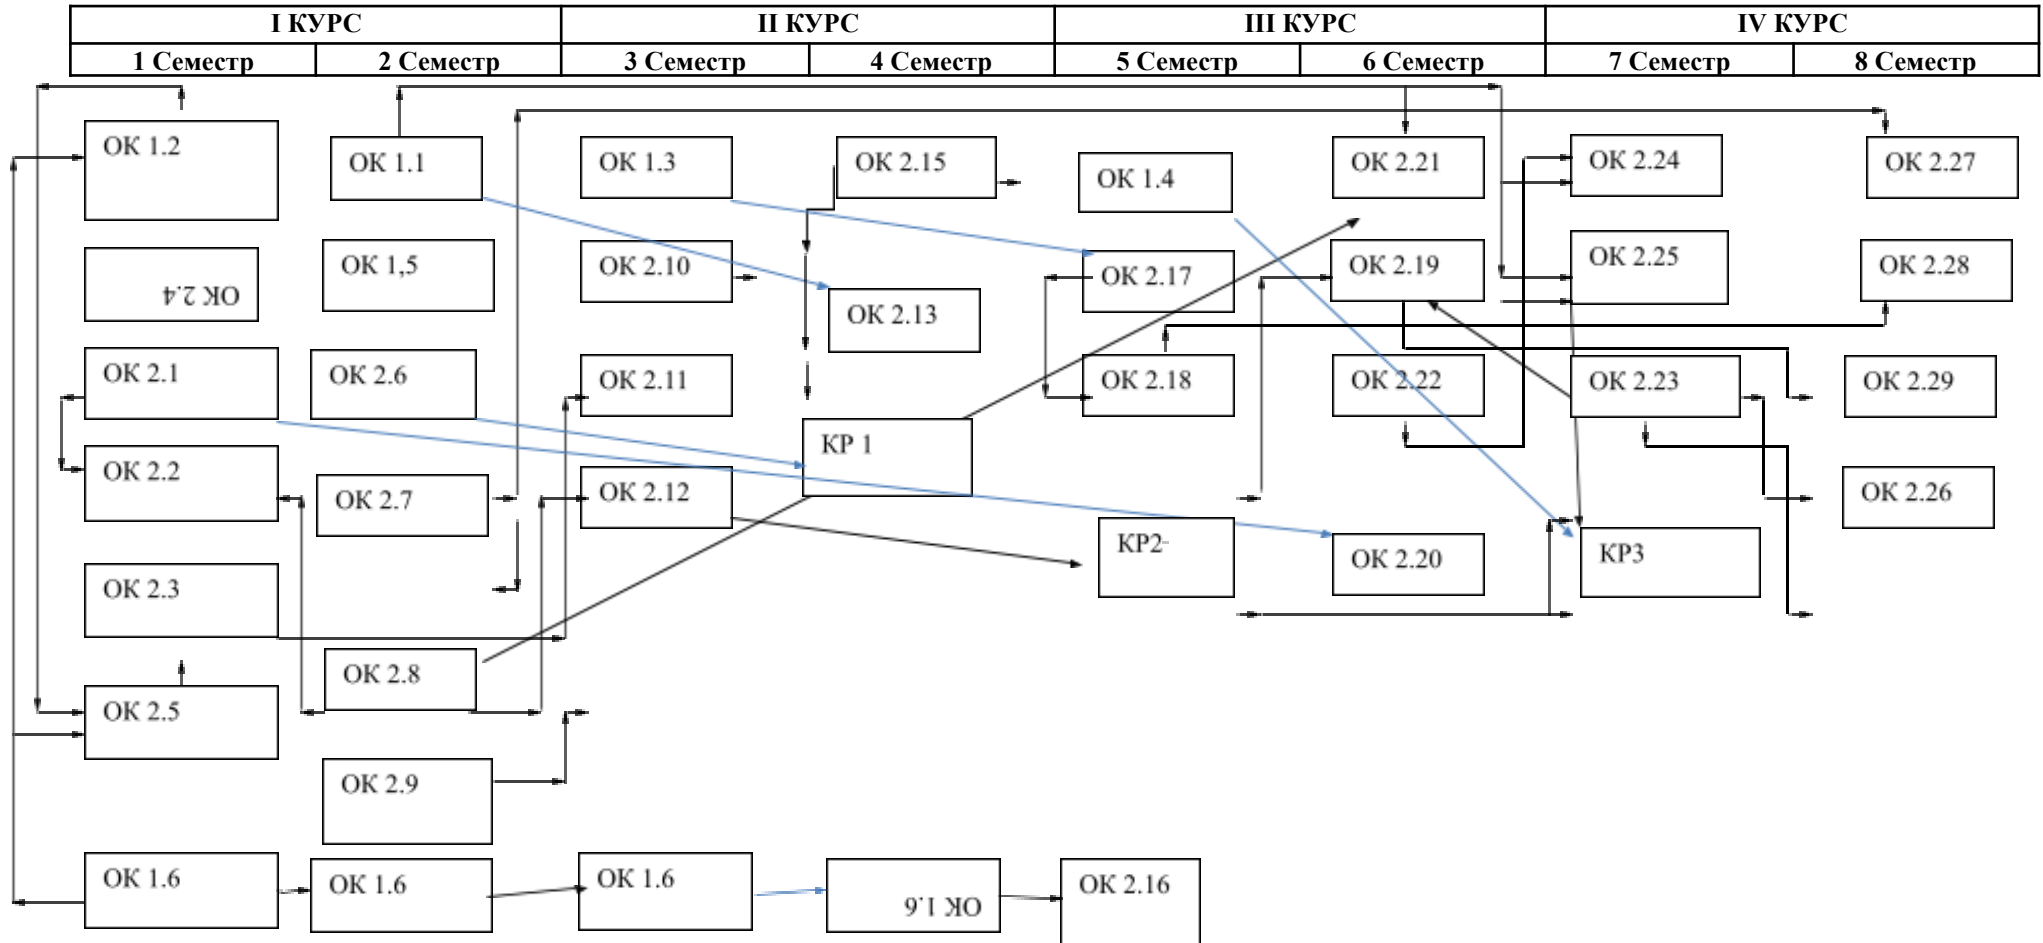 I КУРС
II КУРС
III КУРС
IV КУРС
1 Семестр
2 Семестр
3 Семестр
4 Семестр
5 Семестр
6 Семестр
7 Семестр
8 Семестр
ОК 1.2
ОК 2.4
ОК 2.1
ОК 2.2
ОК 2.3
ОК 2.5
ОК 1.6
ОК 1.1
ОК 1,5
ОК 2.6
ОК 2.7
ОК 2.8
ОК 2.9
ОК 1.6
ОК 1.3
ОК 2.10
ОК 2.11
ОК 2.12
ОК 1.6
ОК 2.15
ОК 2.13
КР 1
ОК 1.6
ОК 1.4
ОК 2.17
ОК 2.18
КР2-
ОК 2.16
ОК 2.21
ОК 2.19
ОК 2.22
ОК 2.20
ОК 2.24
ОК 2.25
ОК 2.23
КР3
ОК 2.27
ОК 2.28
ОК 2.29
ОК 2.26